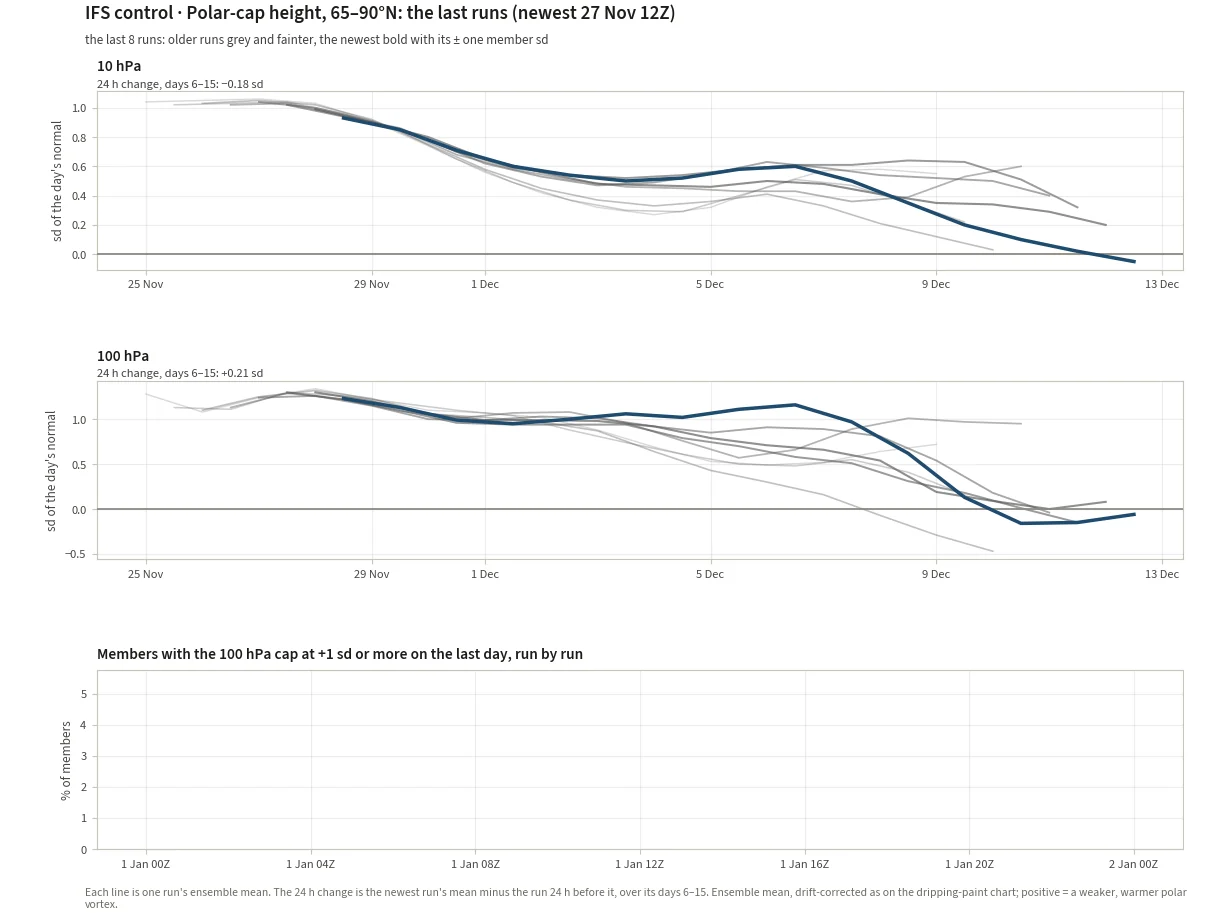 IFS control · Polar-cap height, 65–90°N: the last runs (newest 27 Nov 12Z)
the last 8 runs: older runs grey and fainter, the newest bold with its ± one member sd
10 hPa
24 h change, days 6–15: −0.18 sd
sd of the day's normal
1.0
0.8
0.6
0.4
0.2
0.0
25 Nov 29 Nov 1 Dec 5 Dec 9 Dec 13 Dec
100 hPa
24 h change, days 6–15: +0.21 sd
sd of the day's normal
1.0
0.5
0.0
−0.5
25 Nov 29 Nov 1 Dec 5 Dec 9 Dec 13 Dec
Members with the 100 hPa cap at +1 sd or more on the last day, run by run
% of members
5
4
3
2
1
0
1 Jan 00Z 1 Jan 04Z 1 Jan 08Z 1 Jan 12Z 1 Jan 16Z 1 Jan 20Z 2 Jan 00Z
Each line is one run's ensemble mean. The 24 h change is the newest run's mean minus the run 24 h before it, over its days 6–15. Ensemble mean, drift-corrected as on the dripping-paint chart; positive = a weaker, warmer polar
vortex.